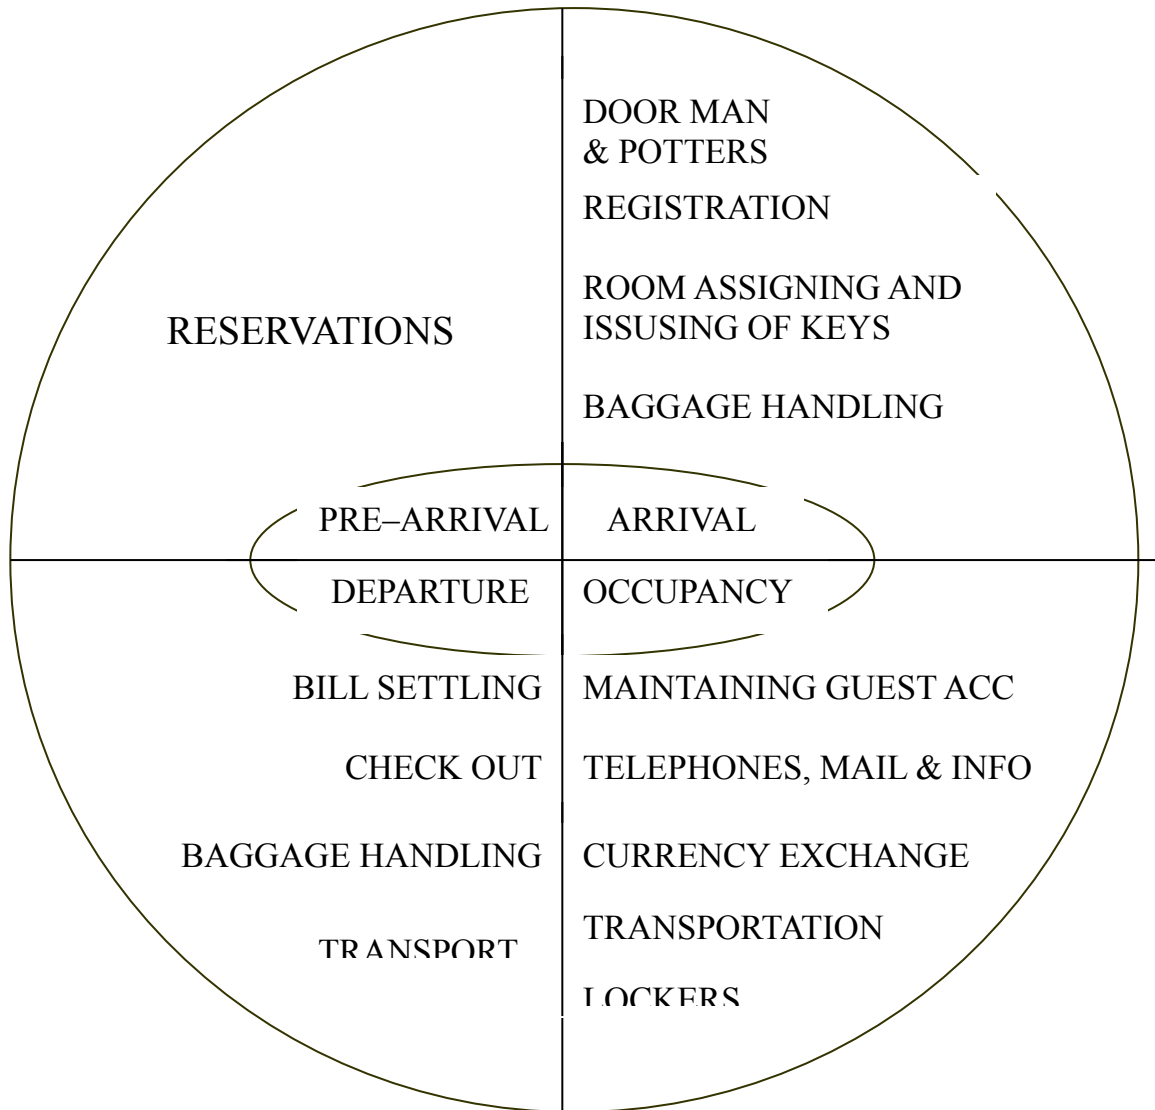 DOOR MAN
& POTTERS
REGISTRATION
ROOM ASSIGNING AND
ISSUSING OF KEYS
BAGGAGE HANDLING
RESERVATIONS
PRE–ARRIVAL
ARRIVAL
DEPARTURE
OCCUPANCY
BILL SETTLING
CHECK OUT
BAGGAGE HANDLING
TRANSPORT
MAINTAINING GUEST ACC
TELEPHONES, MAIL & INFO
CURRENCY EXCHANGE
TRANSPORTATION
LOCKERS